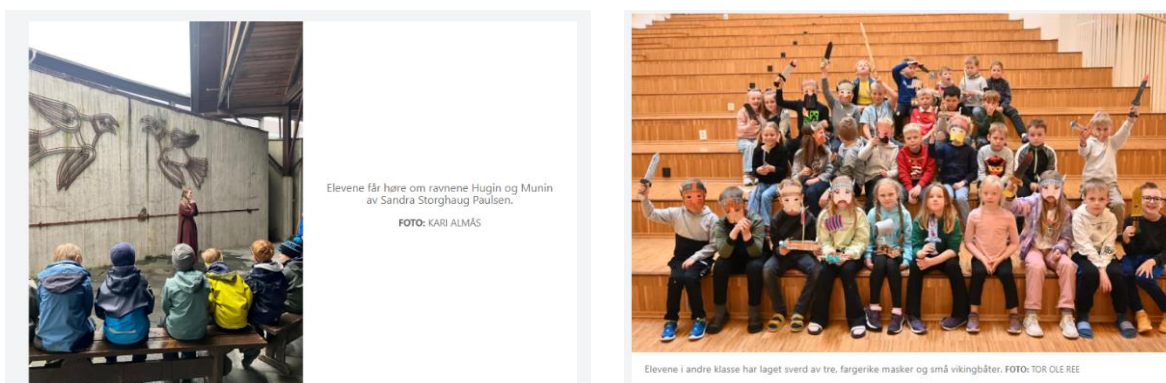 Elevene får høre om ravnene Hugin og Munin
av Sandra Storghaug Paulsen.
FOTO: KARI ALMÅS
Elevene i andre klasse har laget sverd av tre, fargerike masker og små vikingbåter. FOTO: TOR OLE REE